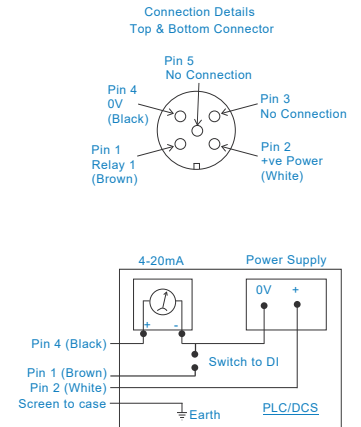 Connection Details
Top & Bottom Connector
Pin 5
No Connection
Pin 4
0V
(Black)
Pin 3
No Connection
Pin 1
Relay 1
(Brown)
Pin 2
+ve Power
(White)
4-20mA
Power Supply
0V +
+ -
Pin 4 (Black)
Switch to DI
Pin 1 (Brown)
Pin 2 (White)
Screen to case
Earth
PLC/DCS